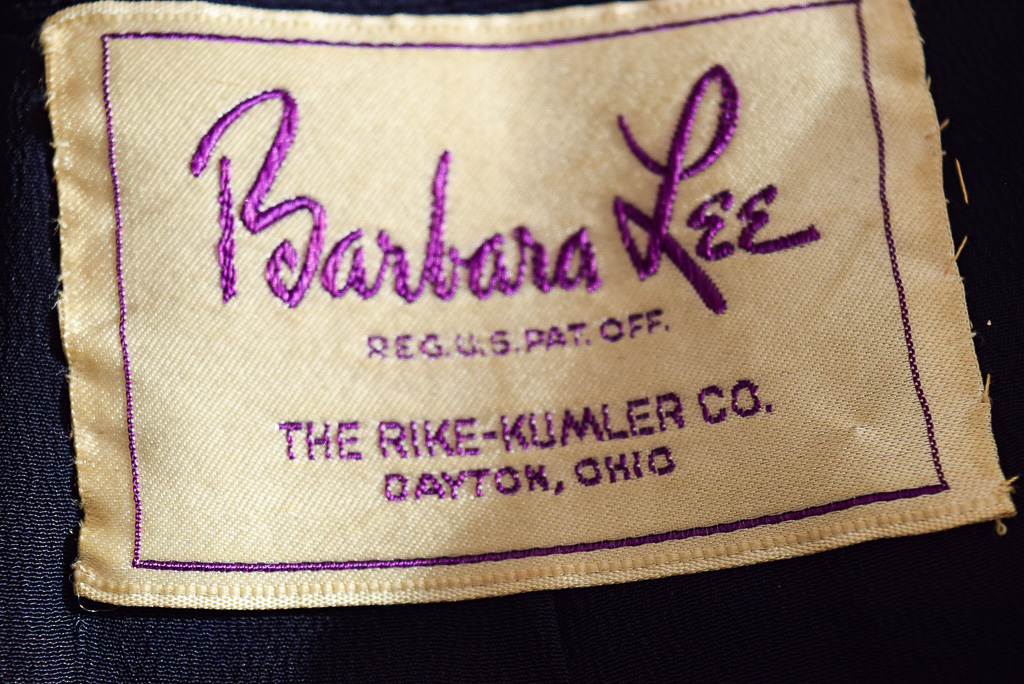 Barbara Lee
REG. U.S. PAT. OFF.
THE RIKE-KUMLER CO.
DAYTON, OHIO